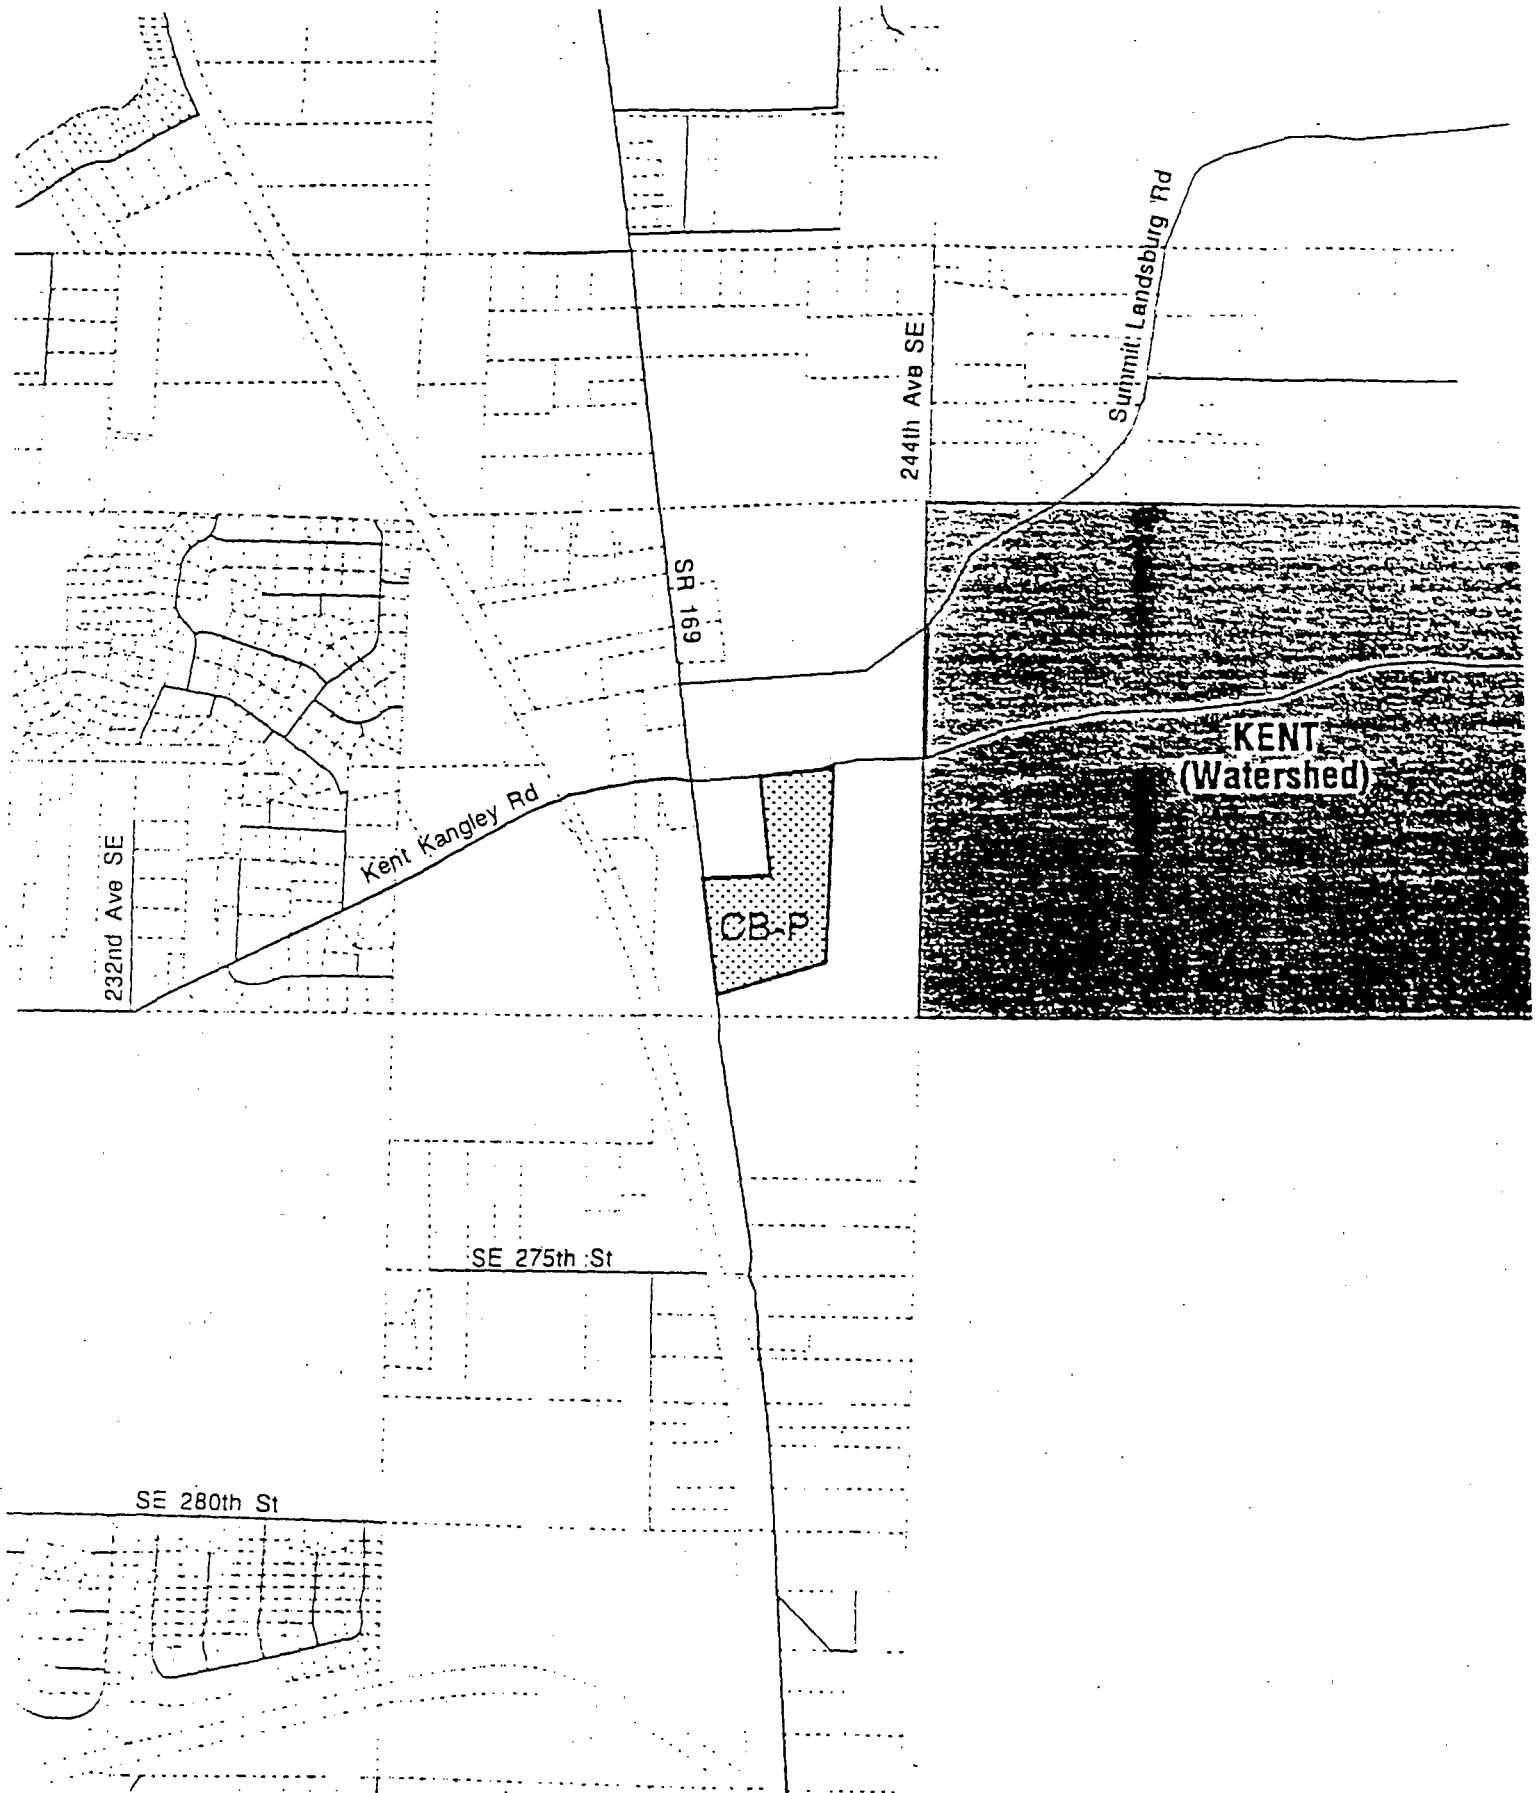 Summit Landsburg Rd
244th Ave SE
SR 169
KENT
(Watershed)
Kent Kangley Rd
232nd Ave SE
CB-P
SE 275th St
SE 280th St